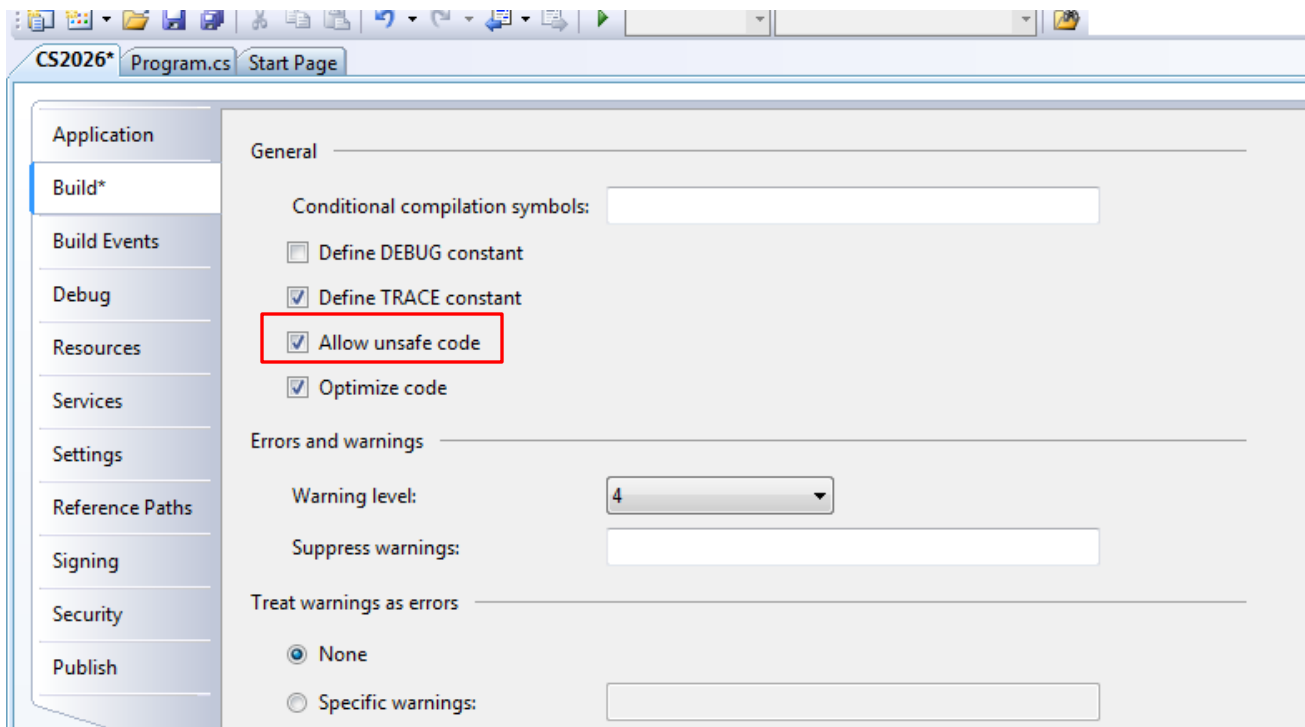 CS2026* Program.cs Start Page
Application
Build*
Build Events
Debug
Resources
Services
Settings
Reference Paths
Signing
Security
Publish
General
Conditional compilation symbols:
Define DEBUG constant
Define TRACE constant
Allow unsafe code
Optimize code
Errors and warnings
Warning level: 4
Suppress warnings:
Treat warnings as errors
None
Specific warnings: